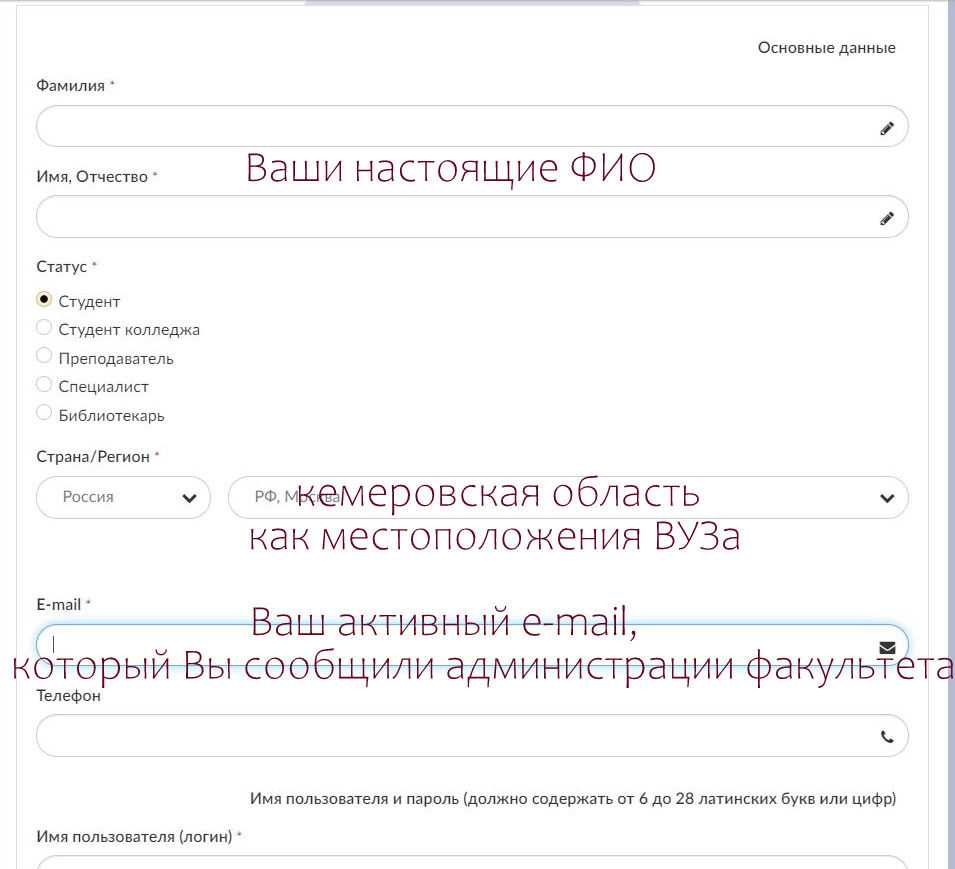 Основные данные
Фамилия *
Ваши настоящие ФИО
Имя, Отчество *
Статус *
Студент
Студент колледжа
Преподаватель
Специалист
Библиотекарь
Страна/Регион *
Россия
РФ, Москва
кемеровская область
как местоположения ВУЗа
E-mail *
Ваш активный e-mail,
который Вы сообщили администрации факультета
Телефон
Имя пользователя и пароль (должно содержать от 6 до 28 латинских букв или цифр)
Имя пользователя (логин) *